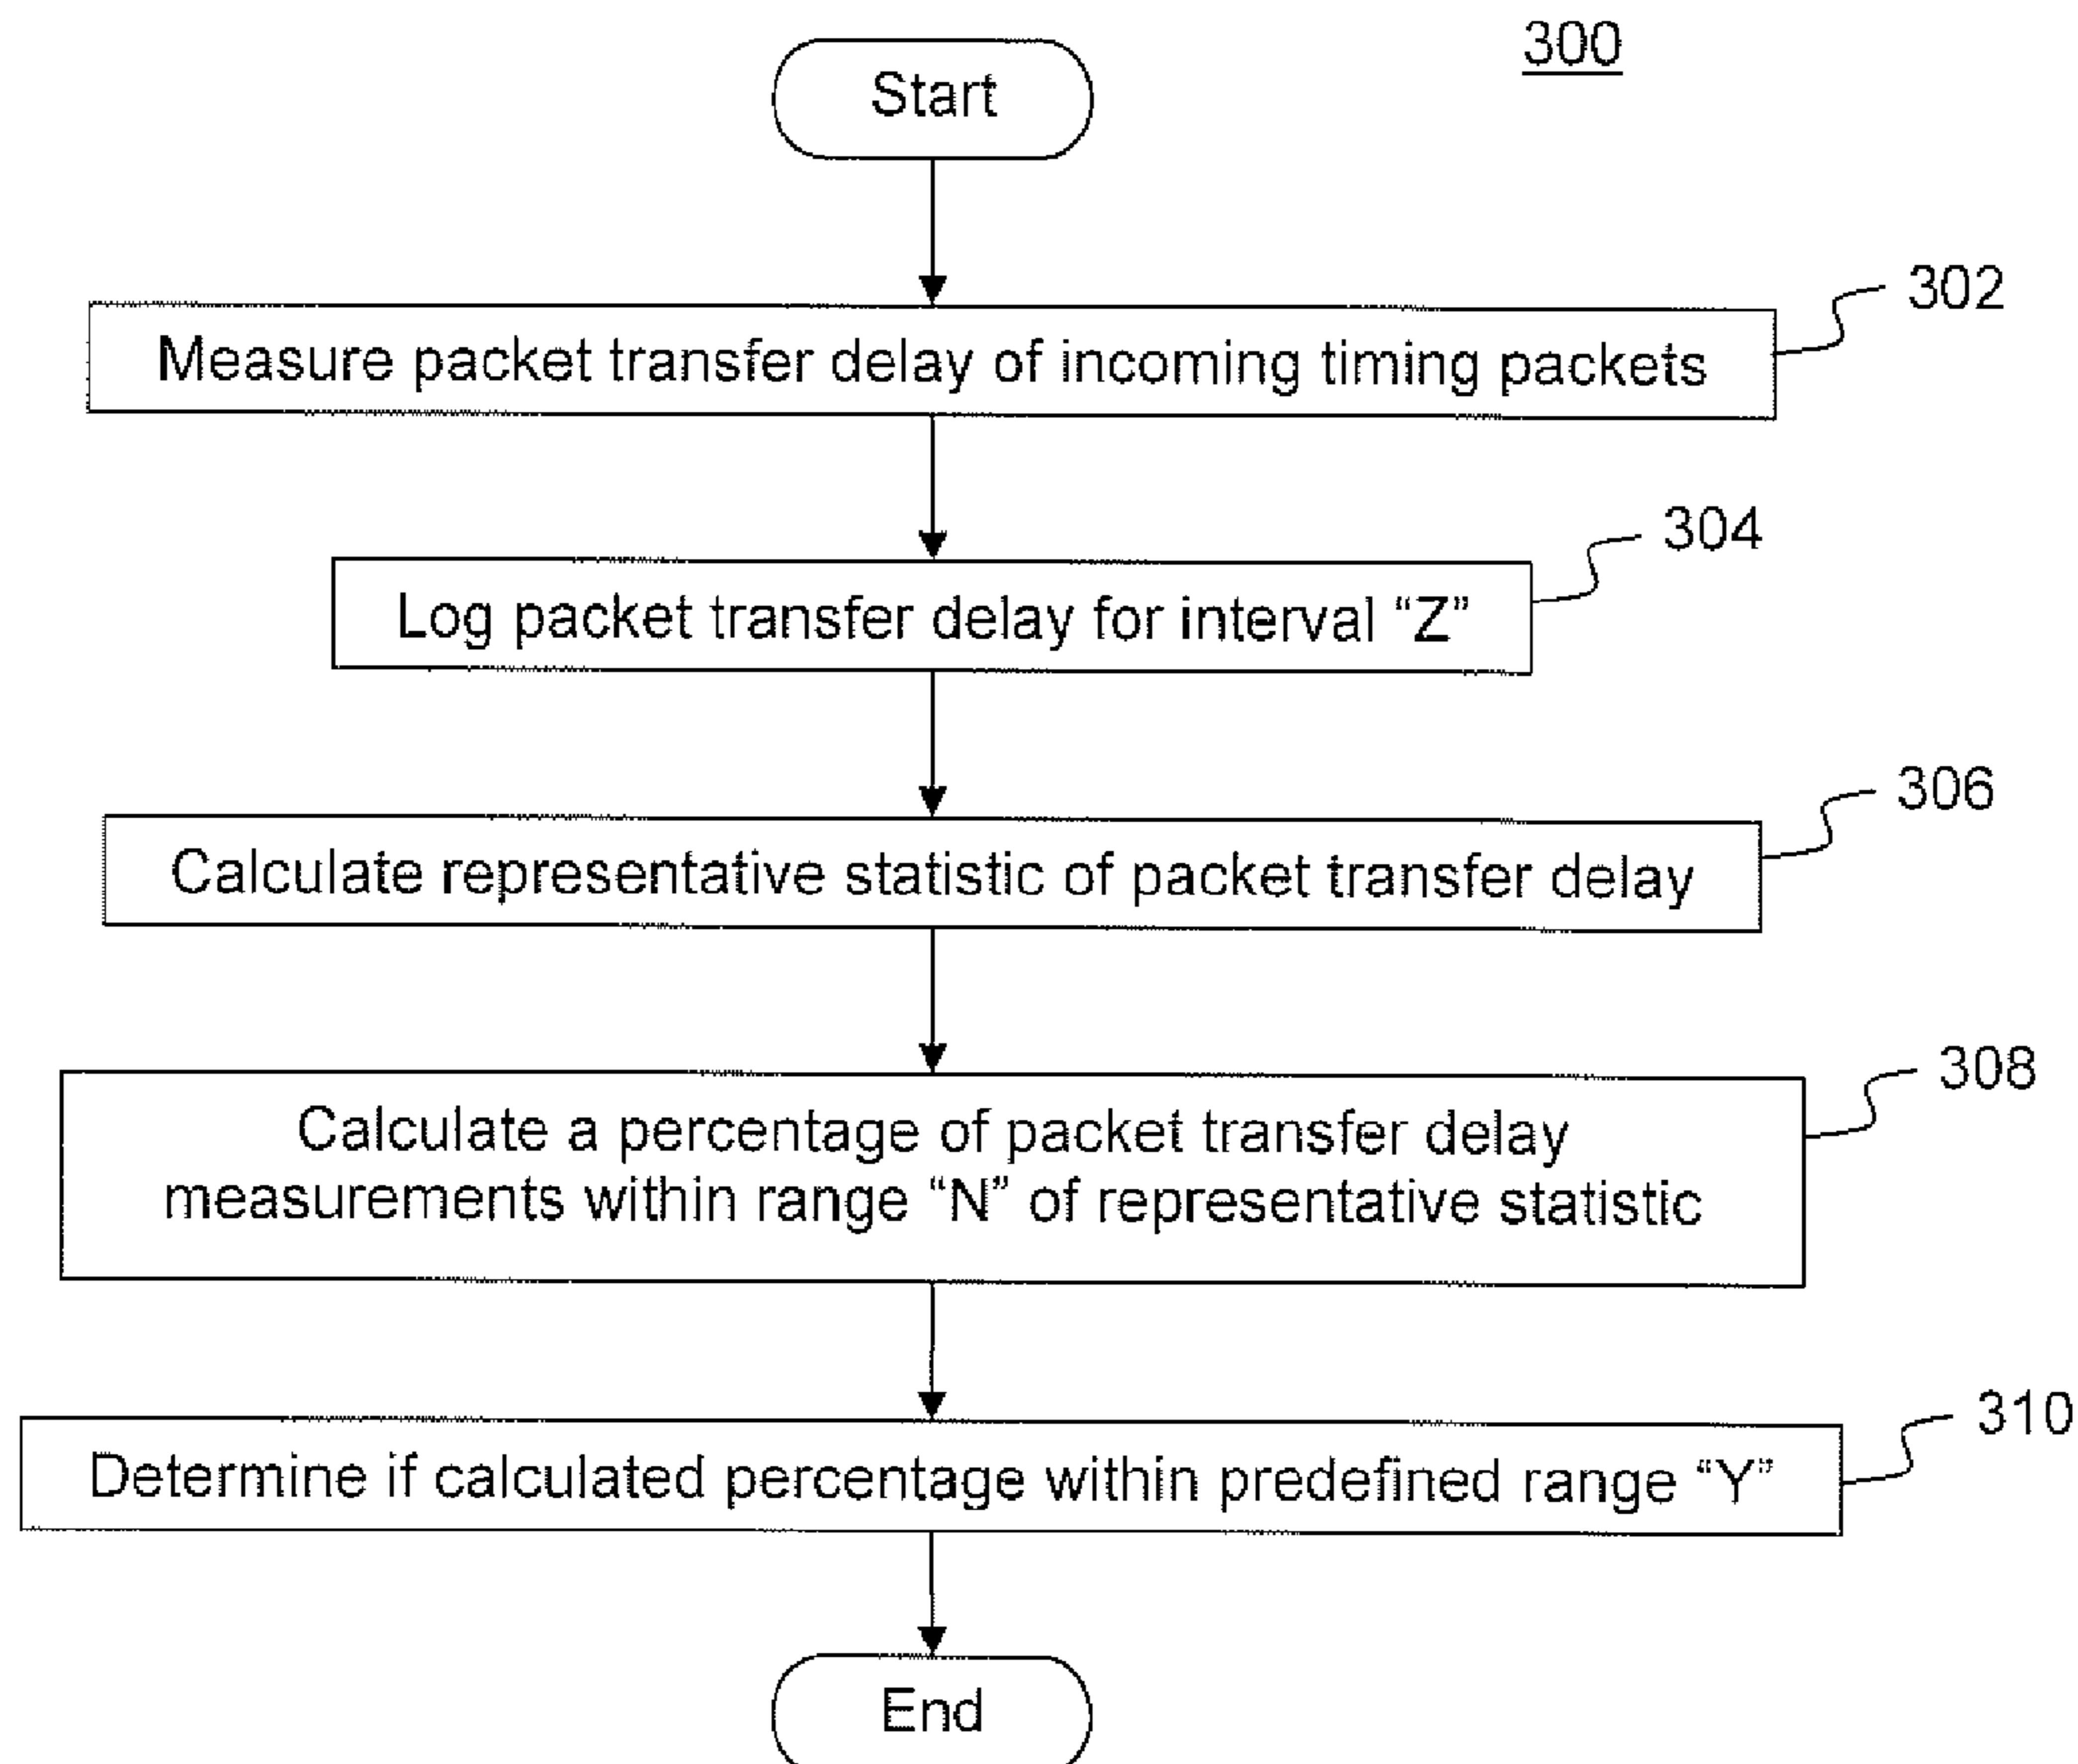 300
Start
302
Measure packet transfer delay of incoming timing packets
304
Log packet transfer delay for interval “Z”
306
Calculate representative statistic of packet transfer delay
308
Calculate a percentage of packet transfer delay
measurements within range “N” of representative statistic
310
Determine if calculated percentage within predefined range “Y”
End